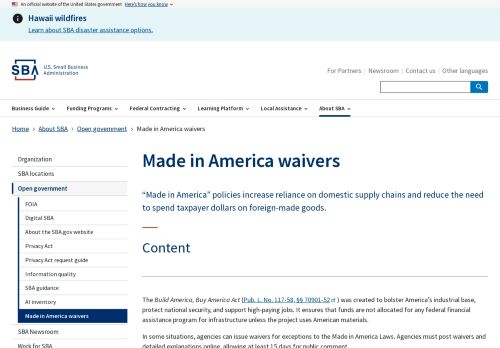 An official website of the United States government Here's how you know
Hawaii wildfires
Learn about SBA disaster assistance options.
SBA U.S. Small Business
Administration
For Partners | Newsroom | Contact us | Other languages
Business Guide Funding Programs Federal Contracting Learning Platform Local Assistance About SBA
Home › About SBA › Open government › Made in America waivers
Organization
SBA locations
Open government
FOIA
Digital SBA
About the SBA.gov website
Privacy Act
Privacy Act request guide
Information quality
SBA guidance
AI inventory
Made in America waivers
SBA Newsroom
Work for SBA
Made in America waivers
“Made in America” policies increase reliance on domestic supply chains and reduce the need
to spend taxpayer dollars on foreign-made goods.
Content
The Build America, Buy America Act (Pub. L. No. 117-58, §§ 70901-52 ) was created to bolster America’s industrial base,
protect national security, and support high-paying jobs. It ensures that funds are not allocated for any federal financial
assistance program for infrastructure unless the project uses American materials.
In some situations, agencies can issue waivers for exceptions to the Made in America Laws. Agencies must post waivers and
detailed explanations online, allowing at least 15 days for public comment.